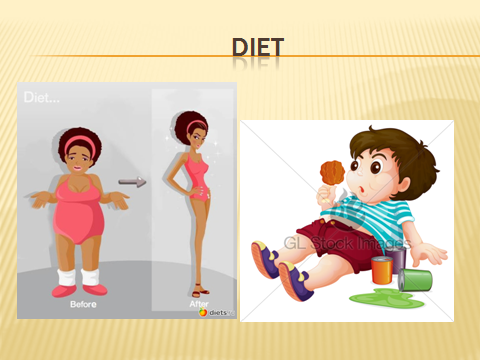 DIET
Diet...
Before
After
diets
GL Stock Images